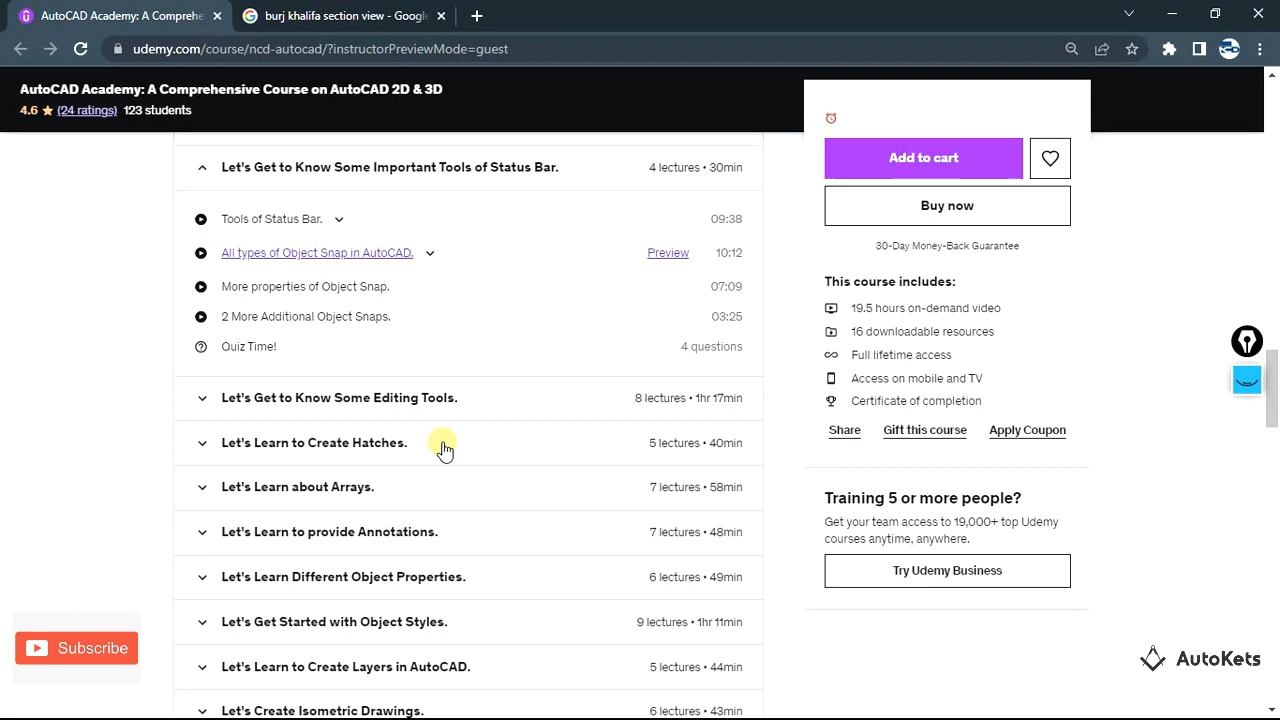 AutoCAD Academy: A Comprehe
burj khalifa section view - Google
udemy.com/course/ncd-autocad/?instructorPreviewMode=guest
AutoCAD Academy: A Comprehensive Course on AutoCAD 2D & 3D
4.6 ★ (24 ratings) 123 students
Let's Get to Know Some Important Tools of Status Bar. 4 lectures • 30min
Tools of Status Bar. 09:38
All types of Object Snap in AutoCAD. Preview 10:12
More properties of Object Snap. 07:09
2 More Additional Object Snaps. 03:25
Quiz Time! 4 questions
Let's Get to Know Some Editing Tools. 8 lectures • 1hr 17min
Let's Learn to Create Hatches. 5 lectures • 40min
Let's Learn about Arrays. 7 lectures • 58min
Let's Learn to provide Annotations. 7 lectures • 48min
Let's Learn Different Object Properties. 6 lectures • 49min
Let's Get Started with Object Styles. 9 lectures • 1hr 11min
Let's Learn to Create Layers in AutoCAD. 5 lectures • 44min
Let's Create Isometric Drawings. 6 lectures • 43min
Add to cart
Buy now
30-Day Money-Back Guarantee
This course includes:
19.5 hours on-demand video
16 downloadable resources
Full lifetime access
Access on mobile and TV
Certificate of completion
Share Gift this course Apply Coupon
Training 5 or more people?
Get your team access to 19,000+ top Udemy
courses anytime, anywhere.
Try Udemy Business
Subscribe
AutoKets